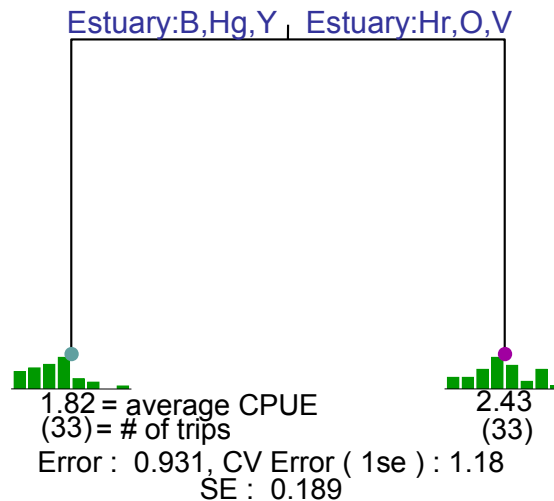 Estuary:B,Hg,Y Estuary:Hr,O,V
1.82 = average CPUE 2.43
(33) = # of trips (33)
Error : 0.931, CV Error ( 1se ) : 1.18
SE : 0.189